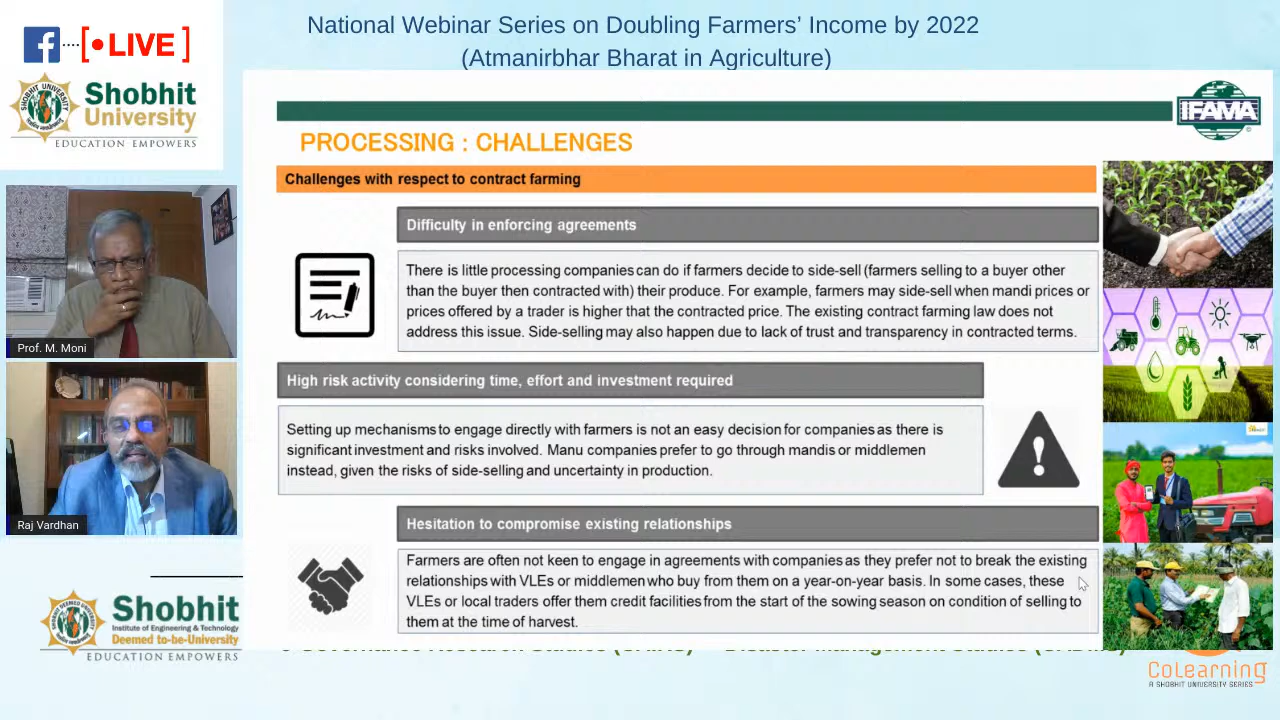 National Webinar Series on Doubling Farmers' Income by 2022
(Atmanirbhar Bharat in Agriculture)
LIVE
Shobhit
University
EDUCATION EMPOWERS
IFAMA
PROCESSING : CHALLENGES
Challenges with respect to contract farming
Difficulty in enforcing agreements
There is little processing companies can do if farmers decide to side-sell (farmers selling to a buyer other
than the buyer then contracted with) their produce. For example, farmers may side-sell when mandi prices or
prices offered by a trader is higher that the contracted price. The existing contract farming law does not
address this issue. Side-selling may also happen due to lack of trust and transparency in contracted terms.
Prof. M. Moni
High risk activity considering time, effort and investment required
Setting up mechanisms to engage directly with farmers is not an easy decision for companies as there is
significant investment and risks involved. Manu companies prefer to go through mandis or middlemen
instead, given the risks of side-selling and uncertainty in production.
Raj Vardhan
Hesitation to compromise existing relationships
Farmers are often not keen to engage in agreements with companies as they prefer not to break the existing
relationships with VLEs or middlemen who buy from them on a year-on-year basis. In some cases, these
VLEs or local traders offer them credit facilities from the start of the sowing season on condition of selling to
them at the time of harvest.
Shobhit
Institute of Engineering & Technology
Deemed to-be-University
EDUCATION EMPOWERS
CoLearning
A SHOBHIT UNIVERSITY SERIES